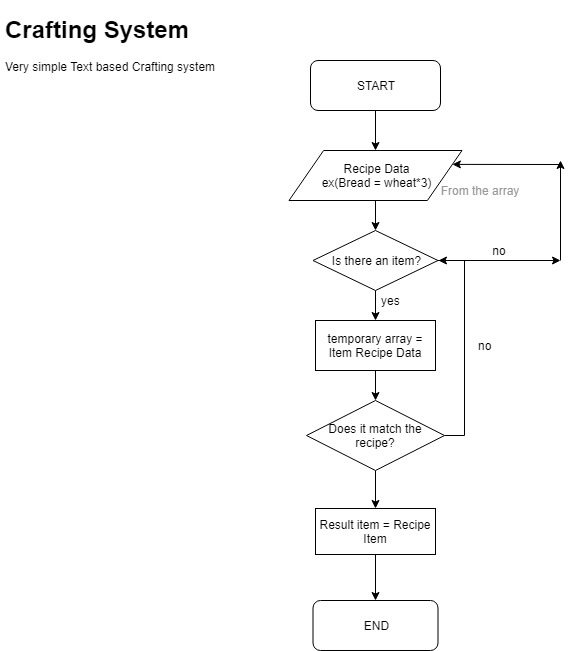 Crafting System
Very simple Text based Crafting system
START
Recipe Data
ex(Bread = wheat*3)
From the array
Is there an item?
no
yes
temporary array =
Item Recipe Data
no
Does it match the
recipe?
Result item = Recipe
Item
END